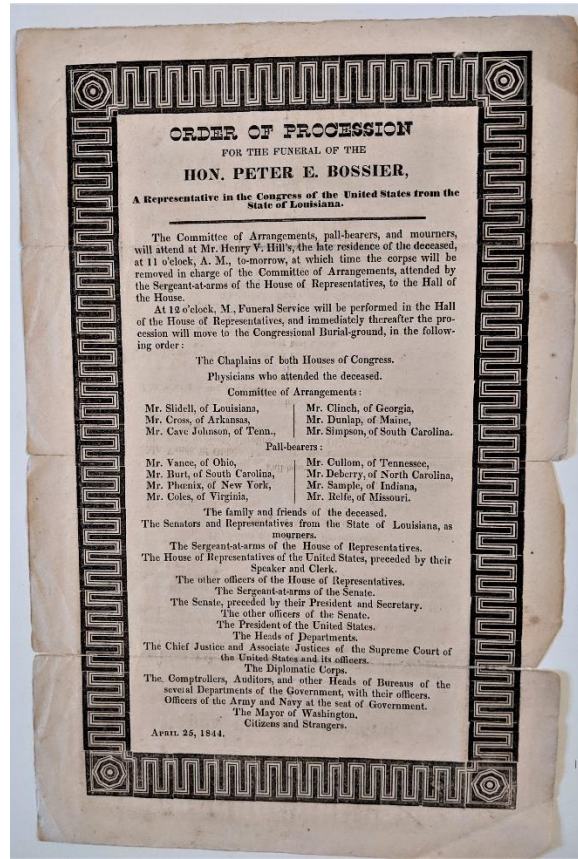 ORDER OF PROCESSION
FOR THE FUNERAL OF THE
HON. PETER E. BOSSIER,
A Representative in the Congress of the United States from the
State of Louisiana.
The Committee of Arrangements, pall-bearers, and mourners,
will attend at Mr. Henry V. Hill's, the late residence of the deceased,
at 11 o'clock, A. M., to-morrow, at which time the corpse will be
removed in charge of the Committee of Arrangements, attended by
the Sergeant-at-arms of the House of Representatives, to the Hall of
the House.
At 12 o'clock, M., Funeral Service will be performed in the Hall
of the House of Representatives, and immediately thereafter the pro-
cession will move to the Congressional Burial-ground, in the follow-
ing order:
The Chaplains of both Houses of Congress.
Physicians who attended the deceased.
Committee of Arrangements:
Mr. Slidell, of Louisiana, Mr. Clinch, of Georgia,
Mr. Cross, of Arkansas, Mr. Dunlap, of Maine,
Mr. Cave Johnson, of Tenn., Mr. Simpson, of South Carolina.
Pall-bearers:
Mr. Vance, of Ohio, Mr. Cullom, of Tennessee,
Mr. Burt, of South Carolina, Mr. Deberry, of North Carolina,
Mr. Phœnix, of New York, Mr. Sample, of Indiana,
Mr. Coles, of Virginia, Mr. Relfe, of Missouri.
The family and friends of the deceased.
The Senators and Representatives from the State of Louisiana, as
mourners.
The Sergeant-at-arms of the House of Representatives.
The House of Representatives of the United States, preceded by their
Speaker and Clerk.
The other officers of the House of Representatives.
The Sergeant-at-arms of the Senate.
The Senate, preceded by their President and Secretary.
The other officers of the Senate.
The President of the United States.
The Heads of Departments.
The Chief Justice and Associate Justices of the Supreme Court of
the United States and its officers.
The Diplomatic Corps.
The Comptrollers, Auditors, and other Heads of Bureaus of the
several Departments of the Government, with their officers.
Officers of the Army and Navy at the seat of Government.
The Mayor of Washington.
Citizens and Strangers.
APRIL 25, 1844.